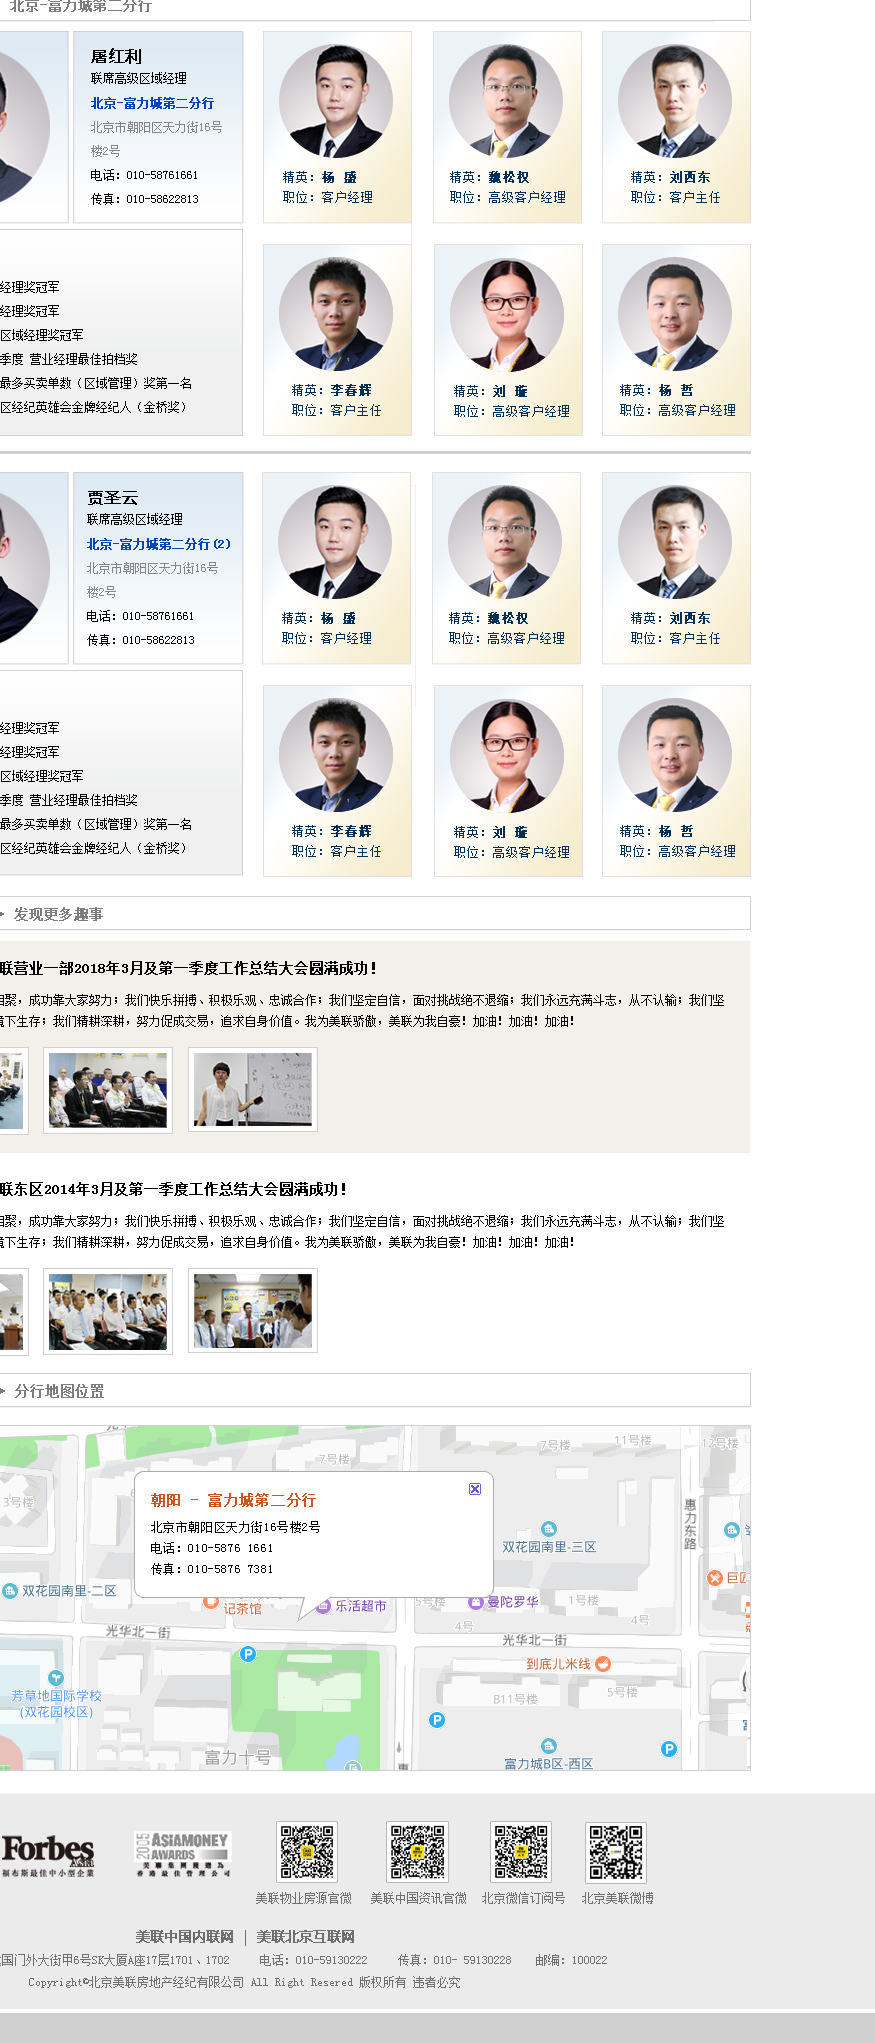 北京-富力城第二分行
屠红利
联席高级区域经理
北京-富力城第二分行
北京市朝阳区天力街16号
楼2号
电话：010-58761661
传真：010-58622813
精英：杨 盛
职位：客户经理
精英：魏松权
职位：高级客户经理
精英：刘西东
职位：客户主任
经理奖冠军
经理奖冠军
区域经理奖冠军
季度 营业经理最佳拍档奖
最多买卖单数（区域管理）奖第一名
区经纪英雄会金牌经纪人（金桥奖）
精英：李春辉
职位：客户主任
精英：刘 璇
职位：高级客户经理
精英：杨 哲
职位：高级客户经理
贾圣云
联席高级区域经理
北京-富力城第二分行(2)
北京市朝阳区天力街16号
楼2号
电话：010-58761661
传真：010-58622813
精英：杨 盛
职位：客户经理
精英：魏松权
职位：高级客户经理
精英：刘西东
职位：客户主任
经理奖冠军
经理奖冠军
区域经理奖冠军
季度 营业经理最佳拍档奖
最多买卖单数（区域管理）奖第一名
区经纪英雄会金牌经纪人（金桥奖）
精英：李春辉
职位：客户主任
精英：刘 璇
职位：高级客户经理
精英：杨 哲
职位：高级客户经理
发现更多趣事
联营业一部2018年3月及第一季度工作总结大会圆满成功！
相聚，成功靠大家努力；我们快乐拼搏、积极乐观、忠诚合作；我们坚定自信，面对挑战绝不退缩；我们永远充满斗志，从不认输；我们坚
境下生存；我们精耕深耕，努力促成交易，追求自身价值。我为美联骄傲，美联为我自豪！加油！加油！加油！
联东区2014年3月及第一季度工作总结大会圆满成功！
相聚，成功靠大家努力；我们快乐拼搏、积极乐观、忠诚合作；我们坚定自信，面对挑战绝不退缩；我们永远充满斗志，从不认输；我们坚
境下生存；我们精耕深耕，努力促成交易，追求自身价值。我为美联骄傲，美联为我自豪！加油！加油！加油！
分行地图位置
7号楼
11号楼
12号楼
7号楼
3号楼
朝阳 - 富力城第二分行
北京市朝阳区天力街16号楼2号
电话：010-5876 1661
传真：010-5876 7381
惠力东路
双花园南里-三区
双花园南里-二区
巨
记茶馆
乐活超市
5号楼
曼陀罗华
1号楼
4号
4号
光华北一街
光华北一街
P
到底儿米线
芳草地国际学校
(双花园校区)
B11号楼
5号楼
P
P
富力十号
富力城B区-西区
Forbes
ASIA
福布斯最佳中小型企业
2005
ASIAMONEY
AWARDS
美联集团获选为
香港最佳管理公司
美联物业房源官微
美联中国资讯官微
北京微信订阅号
北京美联微博
美联中国内联网 | 美联北京互联网
国门外大街甲6号SK大厦A座17层1701、1702 电话：010-59130222 传真：010- 59130228 邮编：100022
Copyright©北京美联房地产经纪有限公司 All Right Resered 版权所有 违者必究